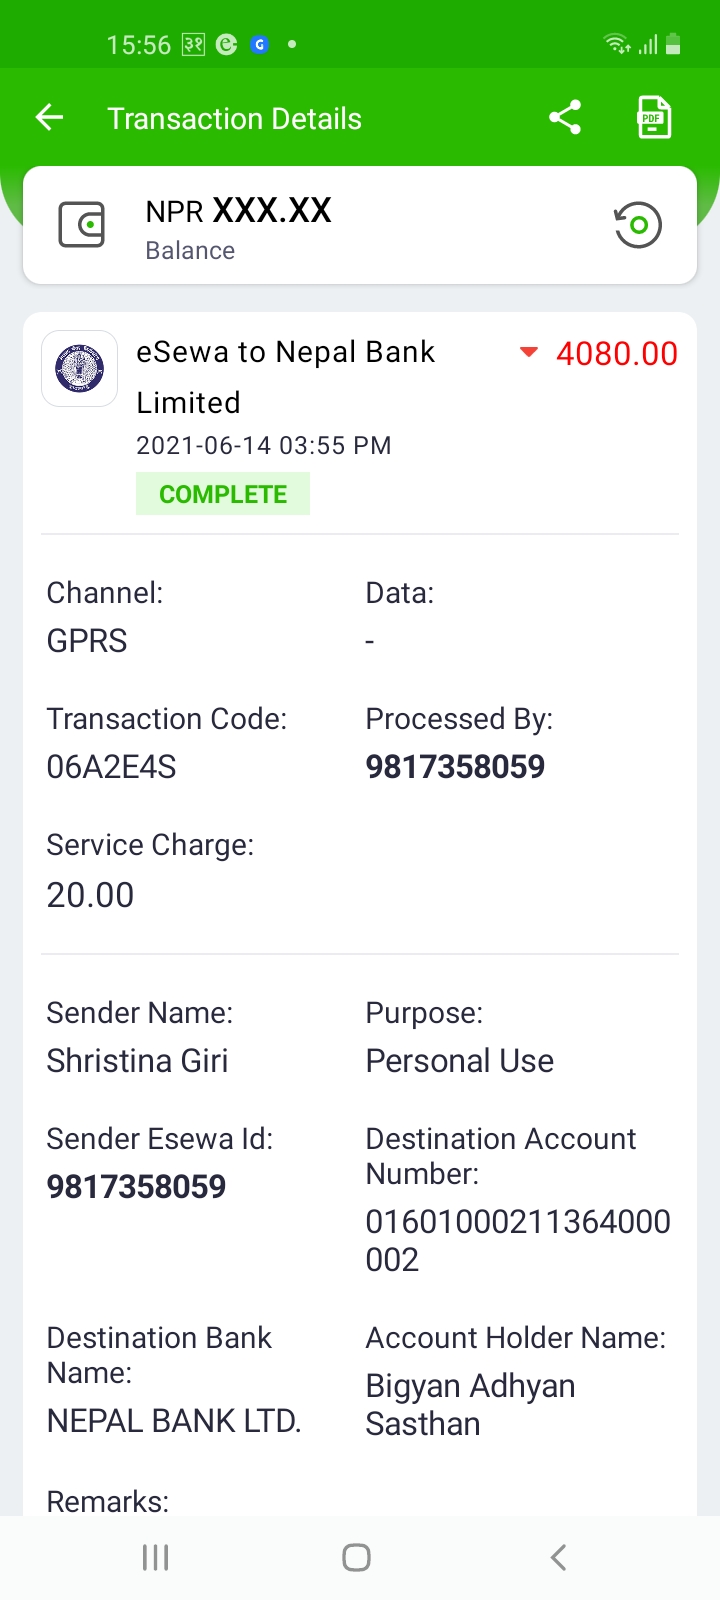 15:56 ३१
Transaction Details
PDF
NPR XXX.XX
Balance
eSewa to Nepal Bank
Limited
4080.00
2021-06-14 03:55 PM
COMPLETE
Channel:
Data:
GPRS
-
Transaction Code:
Processed By:
06A2E4S
9817358059
Service Charge:
20.00
Sender Name:
Purpose:
Shristina Giri
Personal Use
Sender Esewa Id:
Destination Account
Number:
9817358059
01601000211364000
002
Destination Bank
Name:
Account Holder Name:
NEPAL BANK LTD.
Bigyan Adhyan
Sasthan
Remarks: